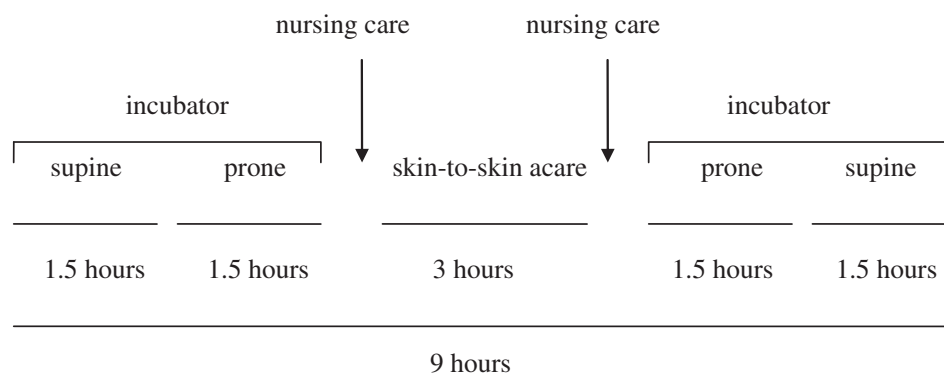 nursing care nursing care
incubator incubator
supine prone skin-to-skin acare prone supine
1.5 hours 1.5 hours 3 hours 1.5 hours 1.5 hours
9 hours